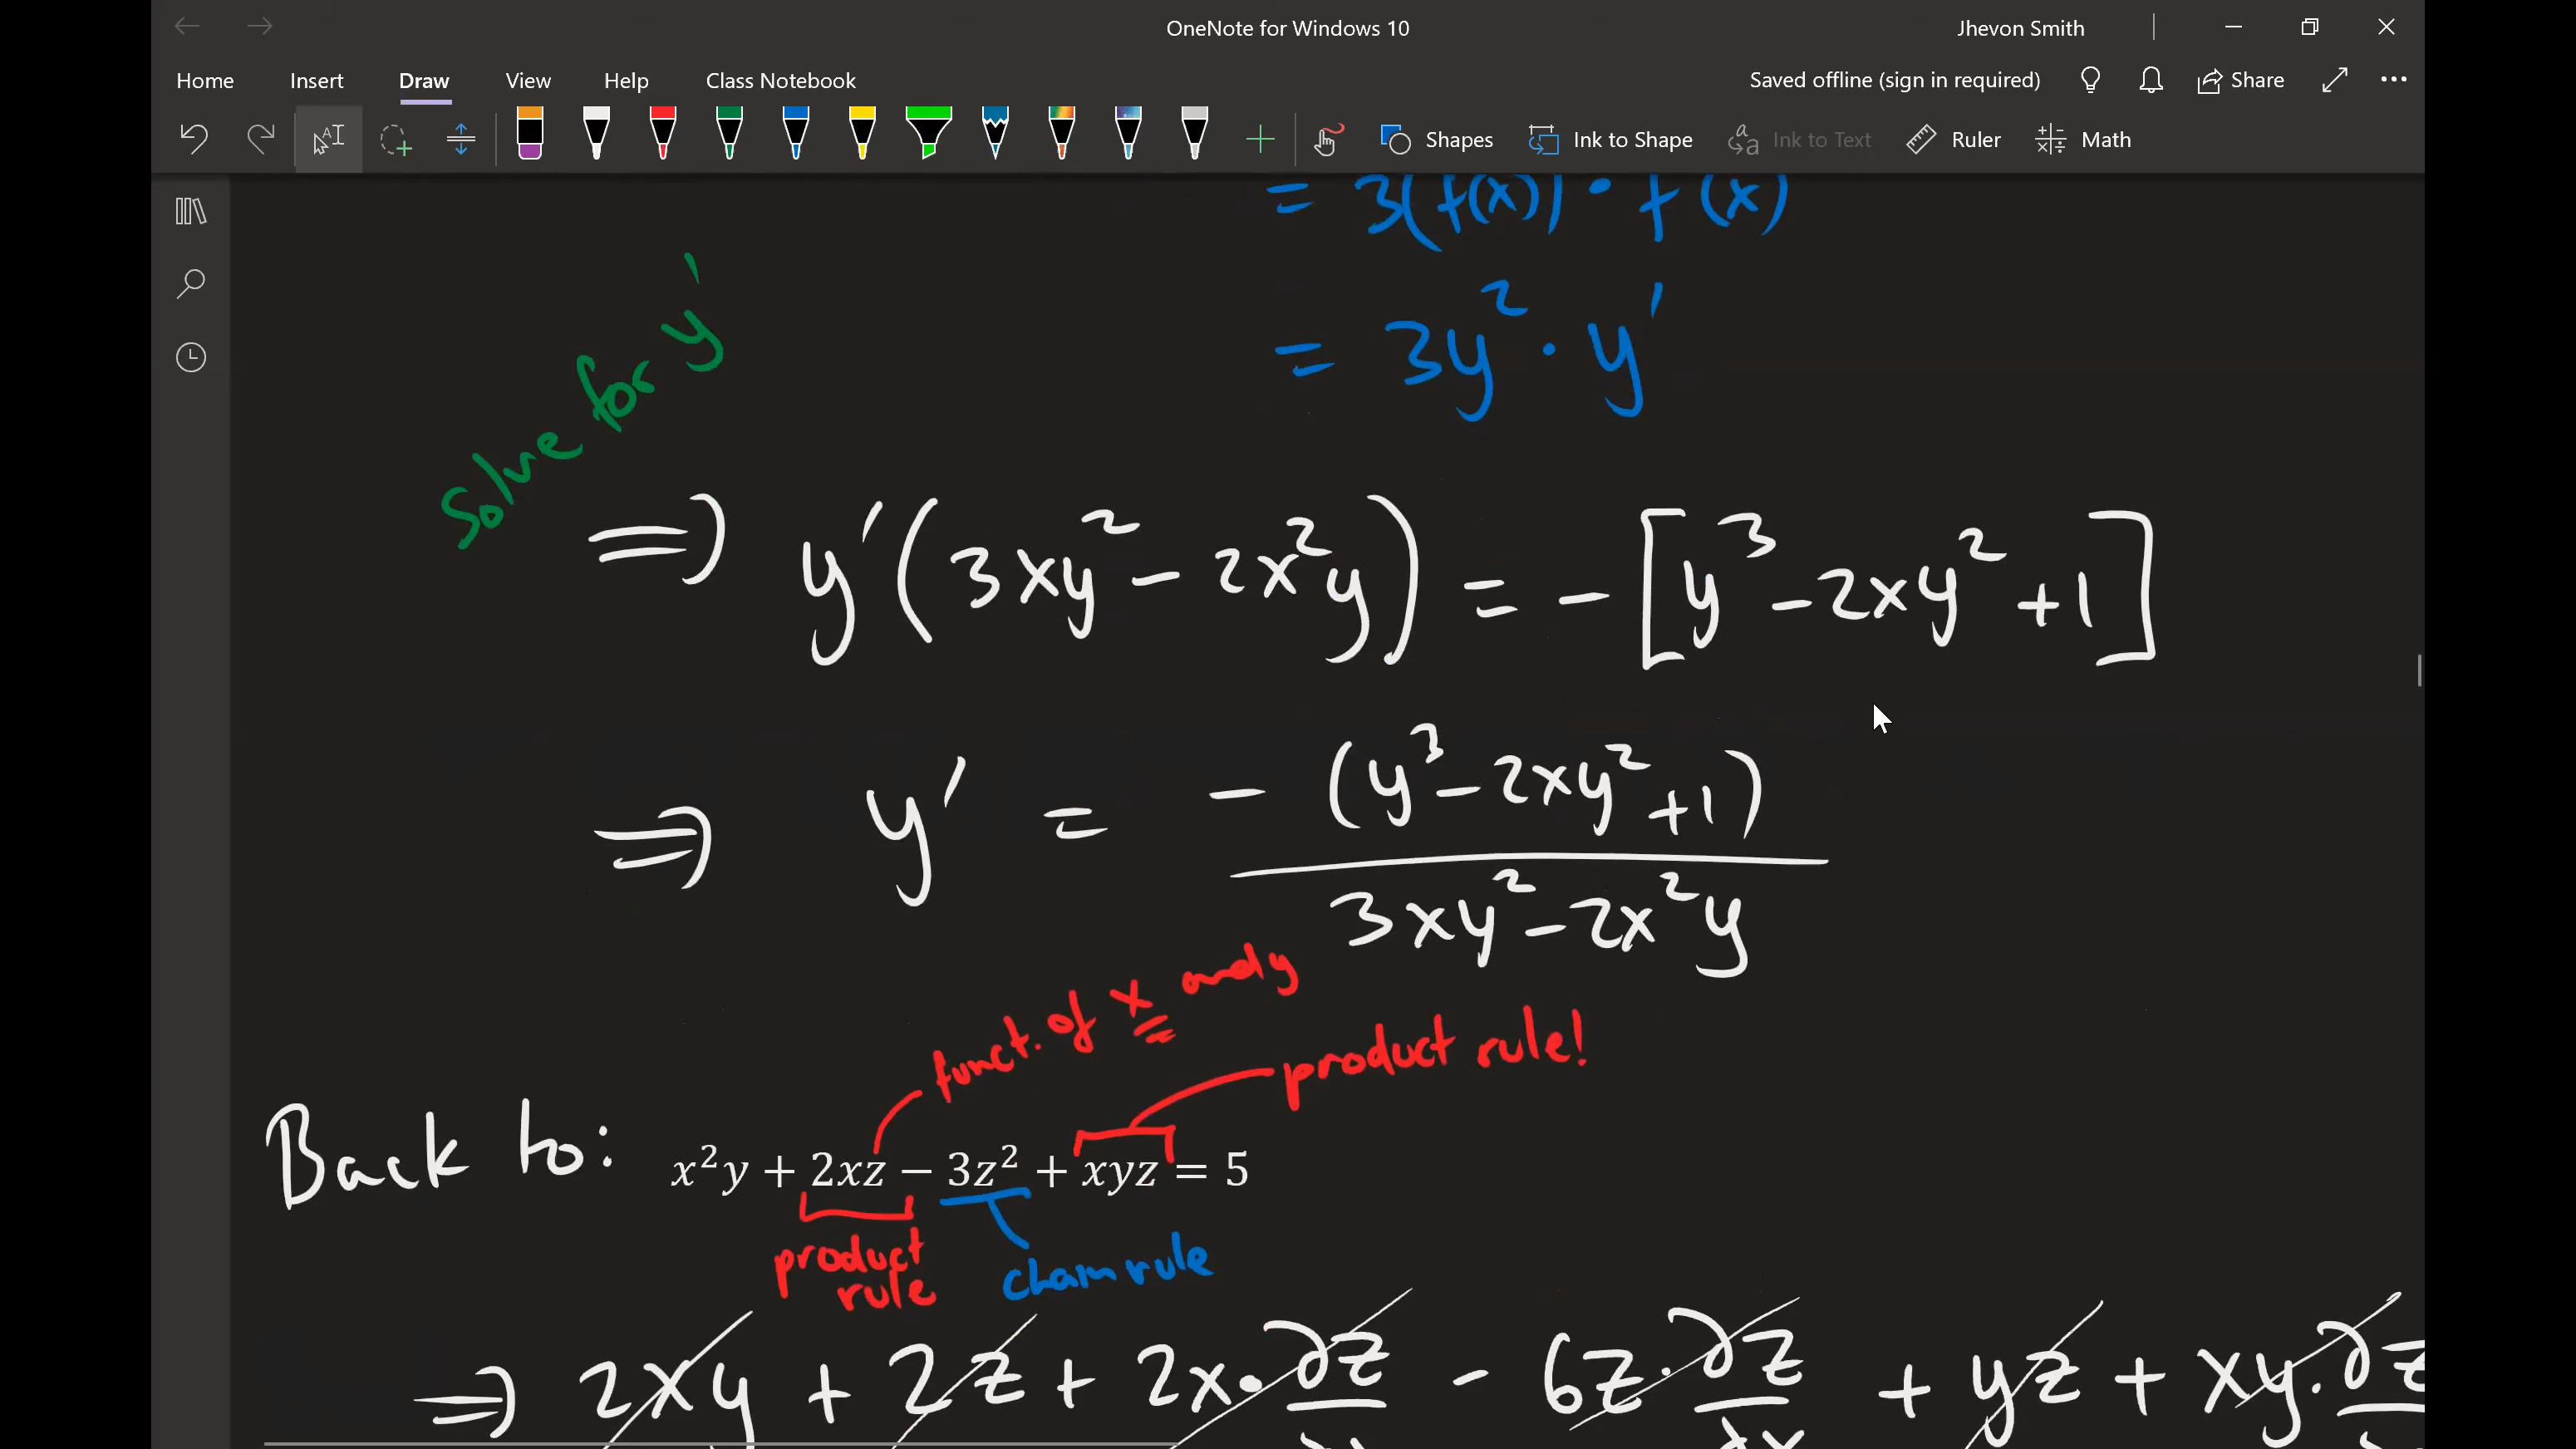 OneNote for Windows 10
Jhevon Smith
Home Insert Draw View Help Class Notebook
Saved offline (sign in required) Share
Shapes Ink to Shape Ink to Text Ruler Math
= 3(f(x)) · f (x)
= 3y² · y'
solve for y'
⇒ y'(3xy² - 2x²y) = -[y³ - 2xy² + 1]
⇒ y' = -(y³ - 2xy² + 1) / (3xy² - 2x²y)
funct. of x and y
product rule!
Back to: x²y + 2xz − 3z² + xyz = 5
product rule
chain rule
⇒ 2xy + 2z + 2x · ∂z/∂x - 6z · ∂z/∂x + yz + xy · ∂z